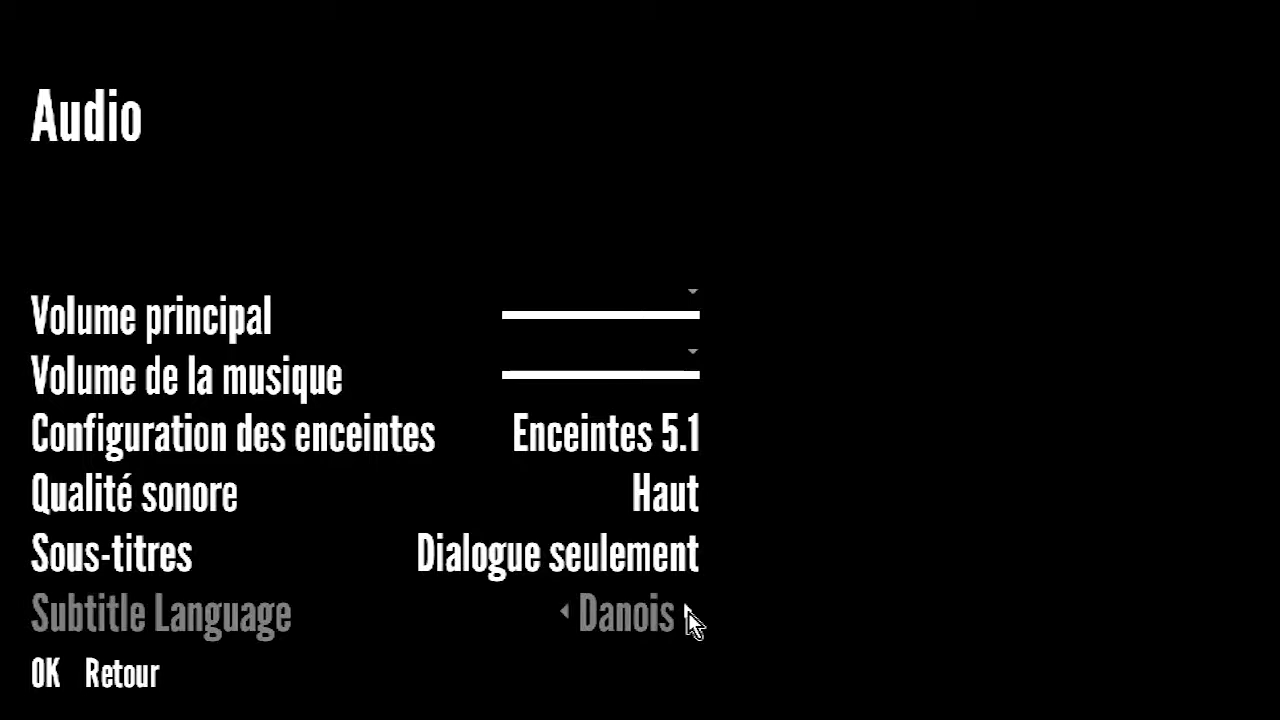 Audio
Volume principal
Volume de la musique
Configuration des enceintes Enceintes 5.1
Qualité sonore Haut
Sous-titres Dialogue seulement
Subtitle Language Danois
OK Retour